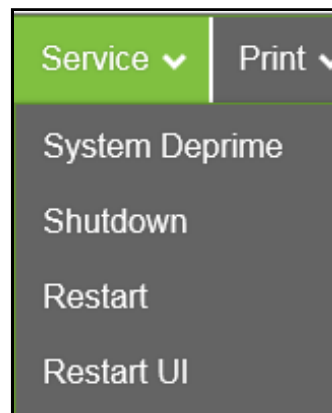 Service Print
System Deprime
Shutdown
Restart
Restart UI